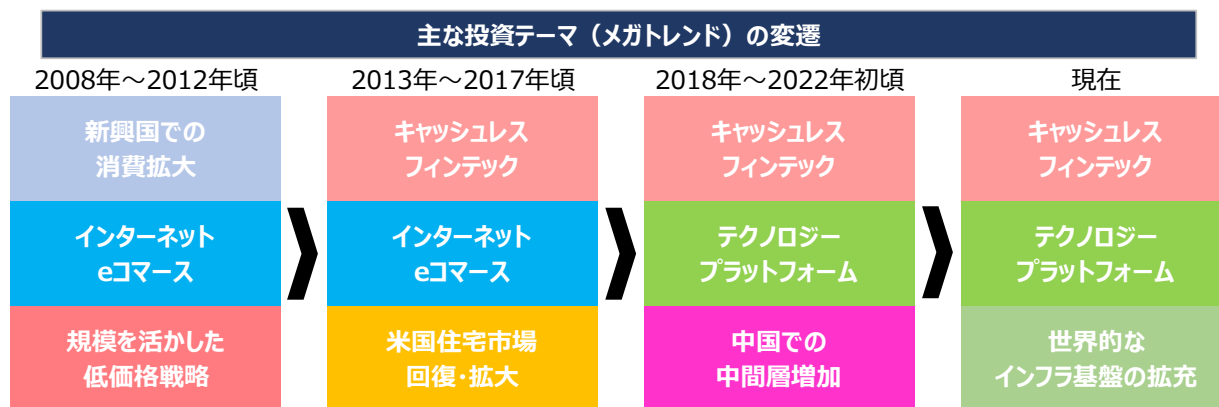 主な投資テーマ（メガトレンド）の変遷
2008年～2012年頃
新興国での
消費拡大
インターネット
eコマース
規模を活かした
低価格戦略
2013年～2017年頃
キャッシュレス
フィンテック
インターネット
eコマース
米国住宅市場
回復･拡大
2018年～2022年初頃
キャッシュレス
フィンテック
テクノロジー
プラットフォーム
中国での
中間層増加
現在
キャッシュレス
フィンテック
テクノロジー
プラットフォーム
世界的な
インフラ基盤の拡充